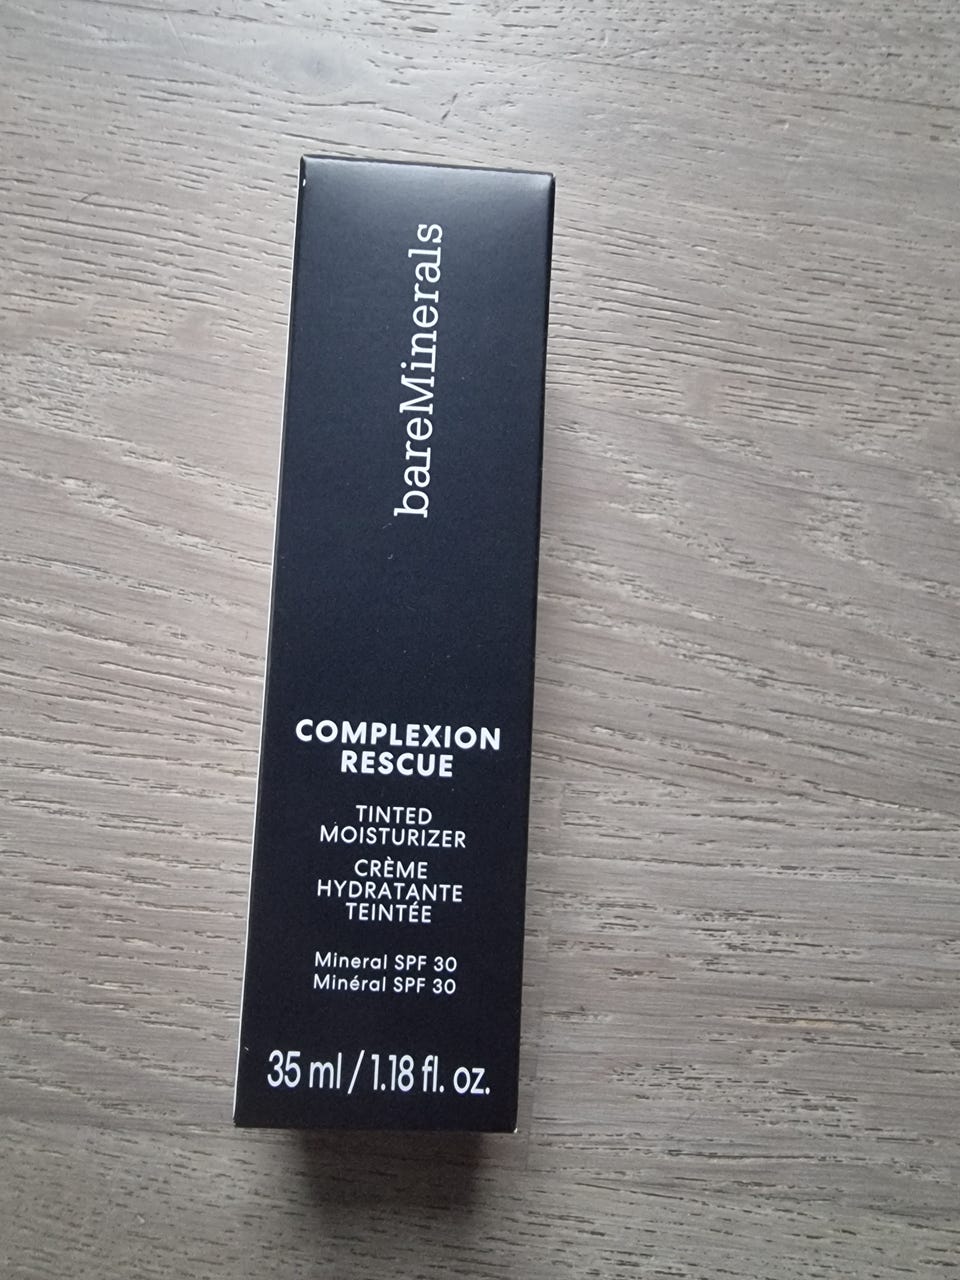 bareMinerals
COMPLEXION
RESCUE
TINTED
MOISTURIZER
CRÈME
HYDRATANTE
TEINTÉE
Mineral SPF 30
Minéral SPF 30
35 ml / 1.18 fl. oz.